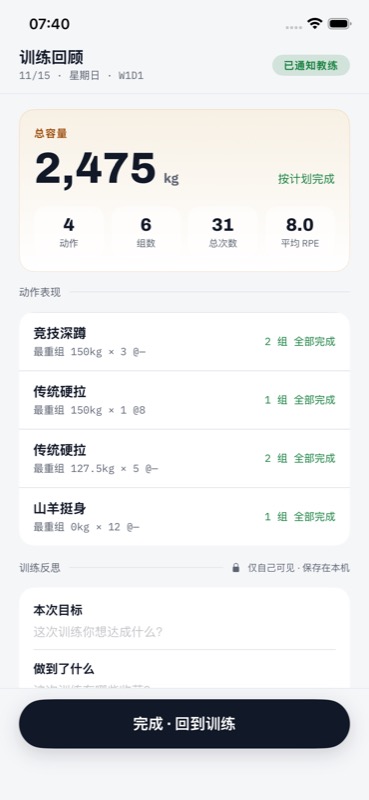 07:40
训练回顾
11/15 · 星期日 · W1D1
已通知教练
总容量
2,475 kg
按计划完成
4
动作
6
组数
31
总次数
8.0
平均 RPE
动作表现
竞技深蹲
最重组 150kg × 3 @—
2 组 全部完成
传统硬拉
最重组 150kg × 1 @8
1 组 全部完成
传统硬拉
最重组 127.5kg × 5 @—
2 组 全部完成
山羊挺身
最重组 0kg × 12 @—
1 组 全部完成
训练反思
仅自己可见 · 保存在本机
本次目标
这次训练你想达成什么?
做到了什么
完成 · 回到训练